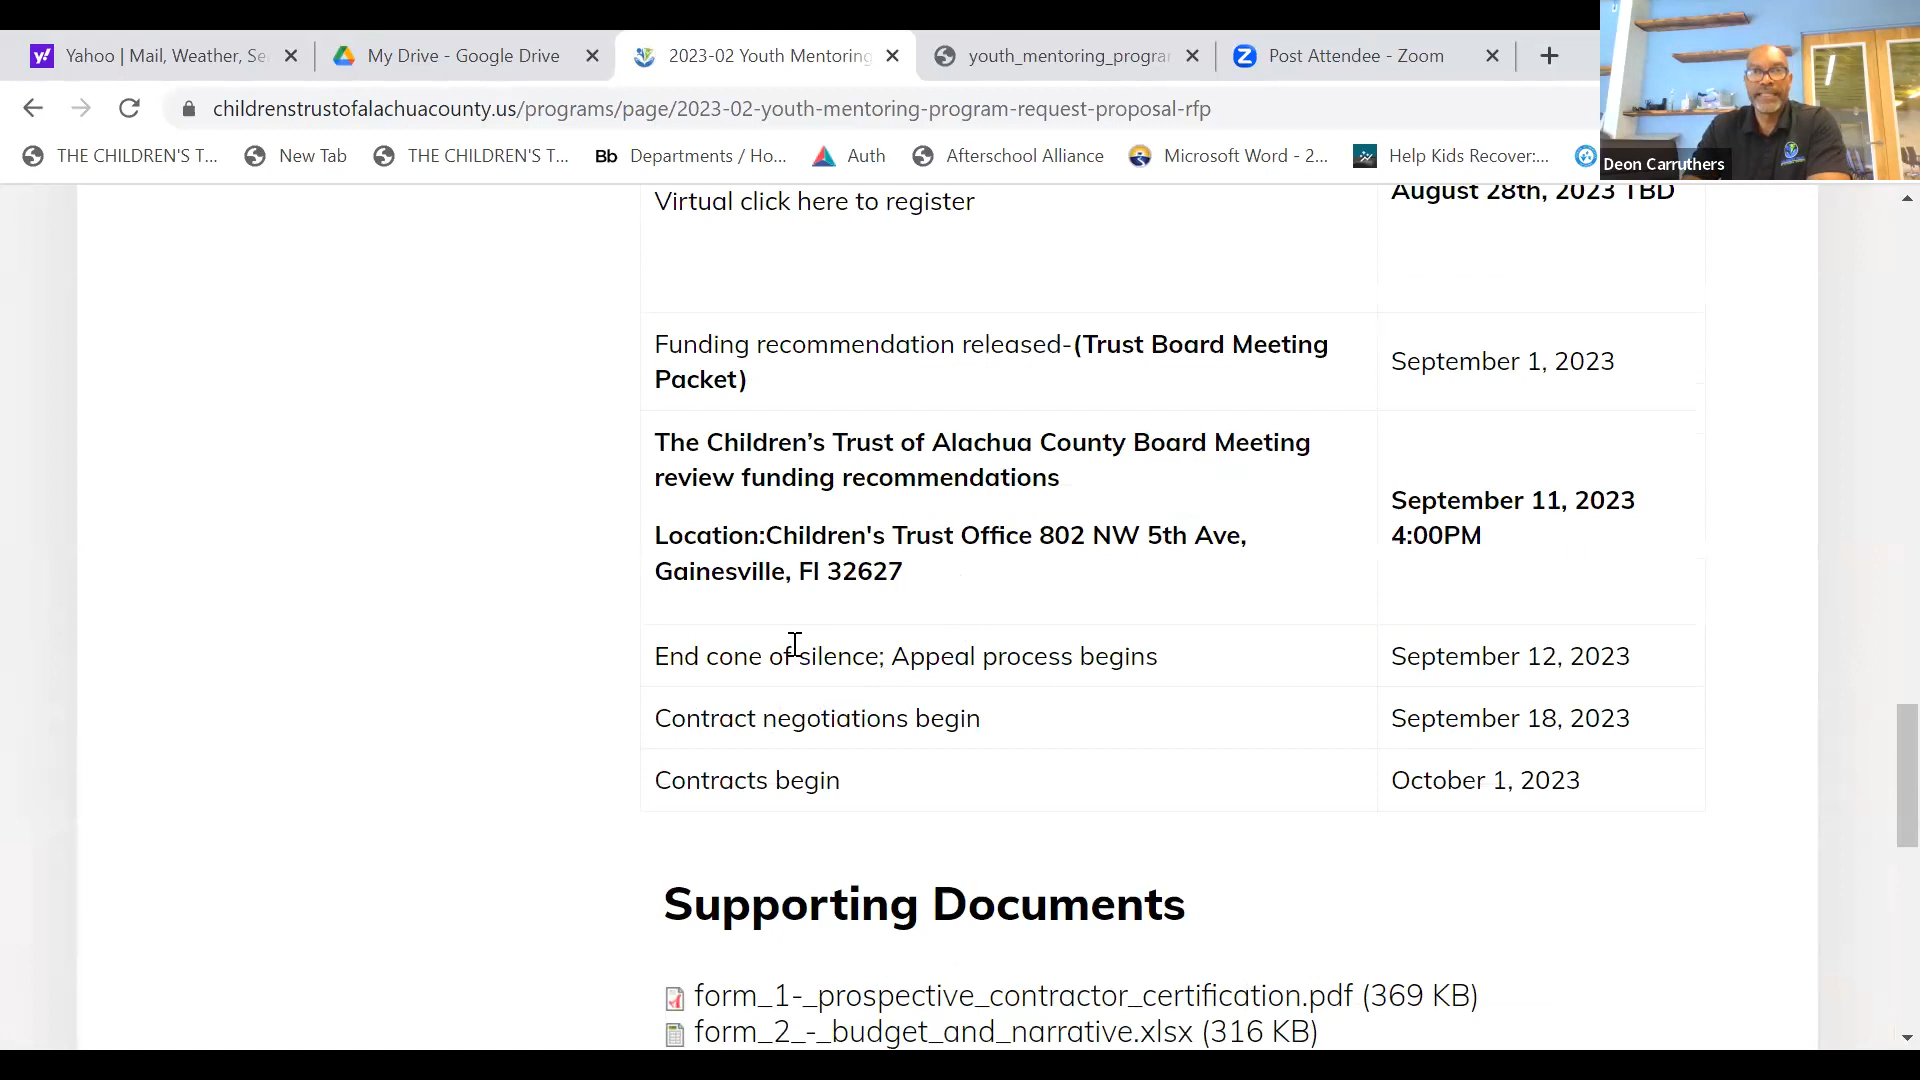 Yahoo | Mail, Weather, Se
My Drive - Google Drive
2023-02 Youth Mentoring
youth_mentoring_progra
Post Attendee - Zoom
childrenstrustofalachuacounty.us/programs/page/2023-02-youth-mentoring-program-request-proposal-rfp
THE CHILDREN'S T...
New Tab
THE CHILDREN'S T...
Bb Departments / Ho...
Auth
Afterschool Alliance
Microsoft Word - 2...
Help Kids Recover:...
Deon Carruthers
Virtual click here to register
August 28th, 2023 TBD
Funding recommendation released-(Trust Board Meeting
Packet)
September 1, 2023
The Children’s Trust of Alachua County Board Meeting
review funding recommendations
Location:Children's Trust Office 802 NW 5th Ave,
Gainesville, Fl 32627
September 11, 2023
4:00PM
End cone of silence; Appeal process begins
September 12, 2023
Contract negotiations begin
September 18, 2023
Contracts begin
October 1, 2023
Supporting Documents
form_1-_prospective_contractor_certification.pdf (369 KB)
form_2_-_budget_and_narrative.xlsx (316 KB)